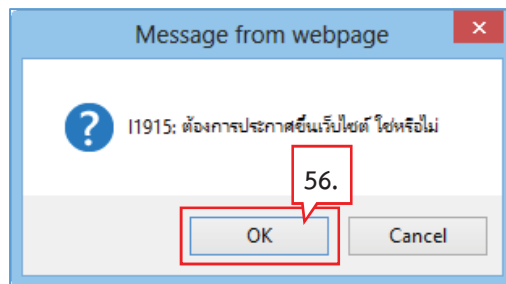 Message from webpage
×
?
I1915: ต้องการประกาศขึ้นเว็บไซต์ ใช่หรือไม่
56.
OK Cancel